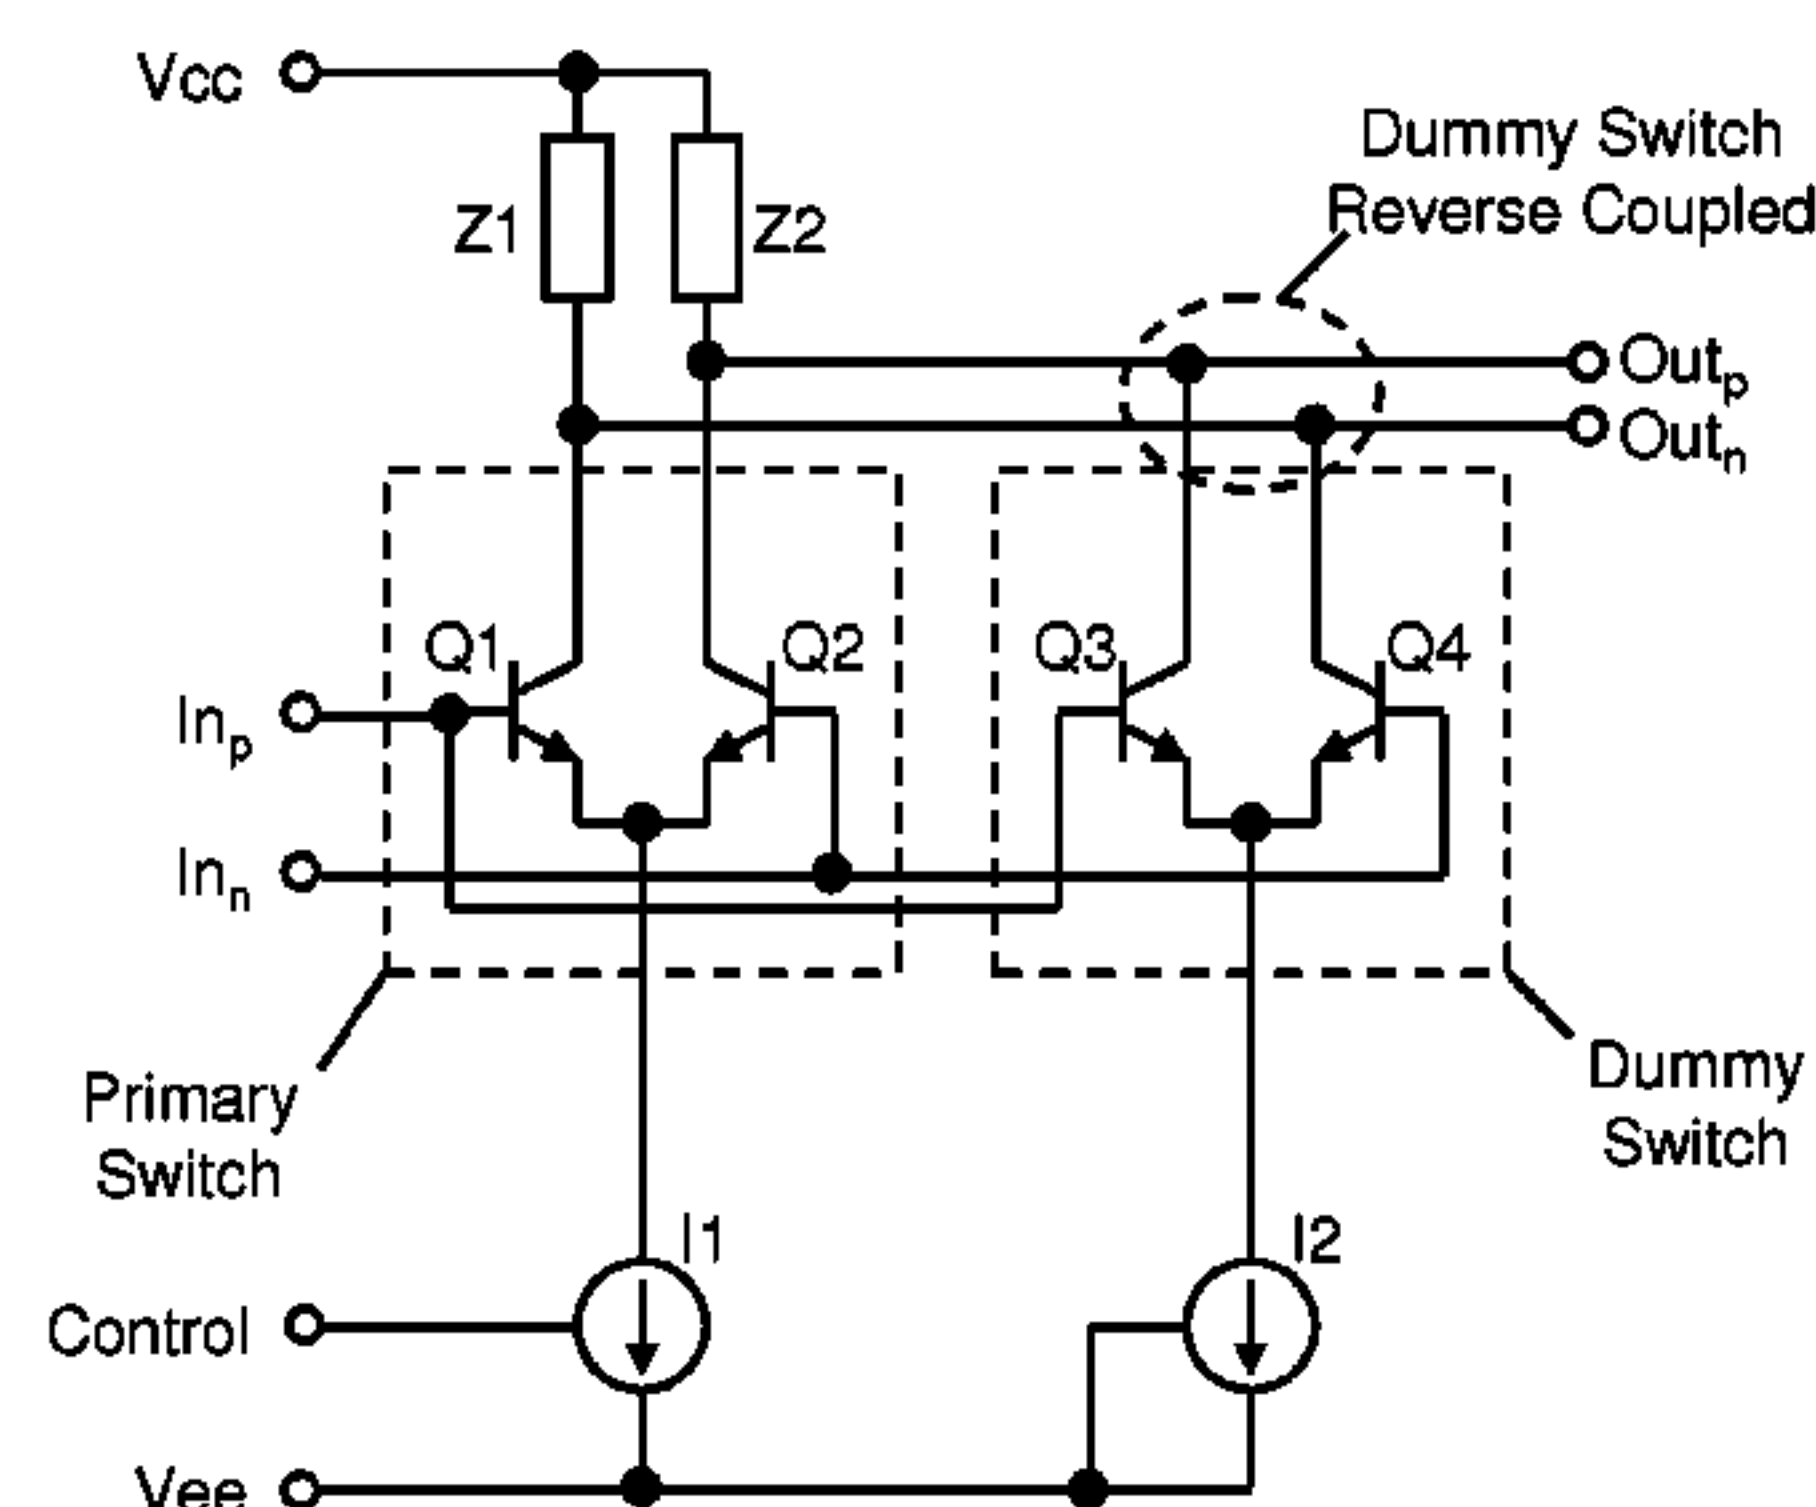 Vcc
Dummy Switch
Reverse Coupled
Z1
Z2
Outp
Outn
Q1
Q2
Q3
Q4
Inp
Inn
Primary
Switch
Dummy
Switch
I1
I2
Control
Vee